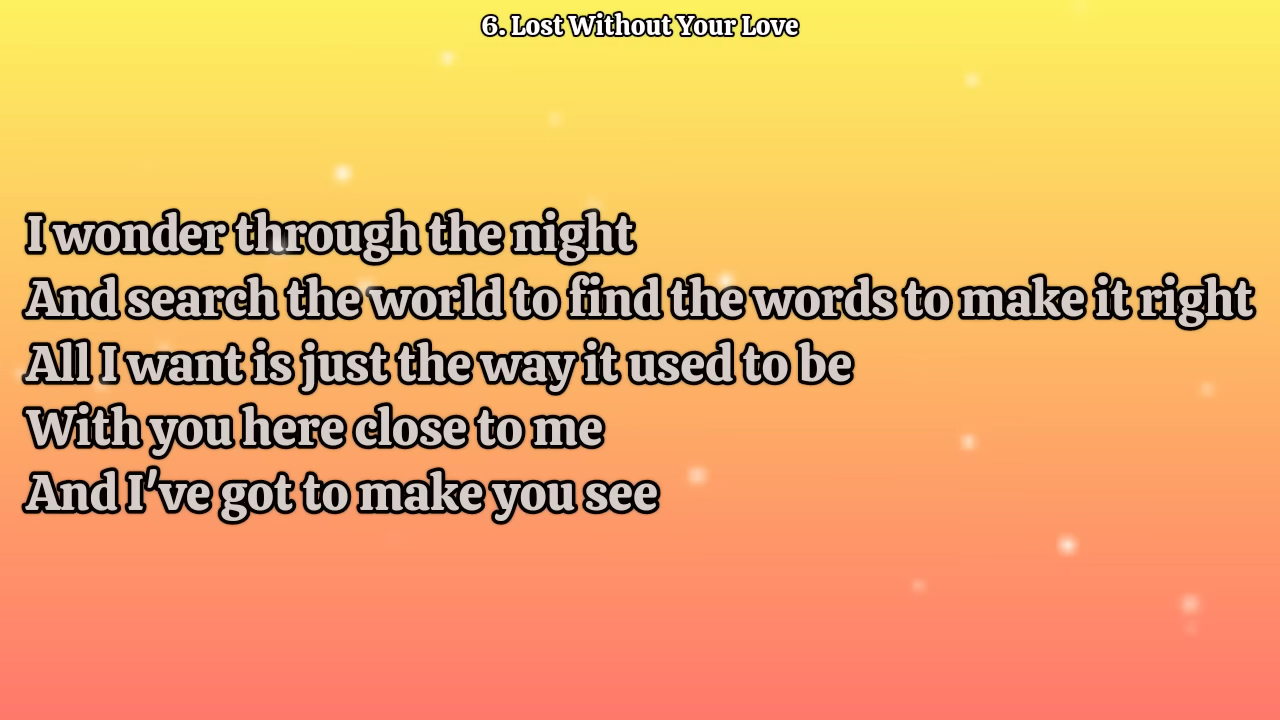 6. Lost Without Your Love
I wonder through the night
And search the world to find the words to make it right
All I want is just the way it used to be
With you here close to me
And I've got to make you see